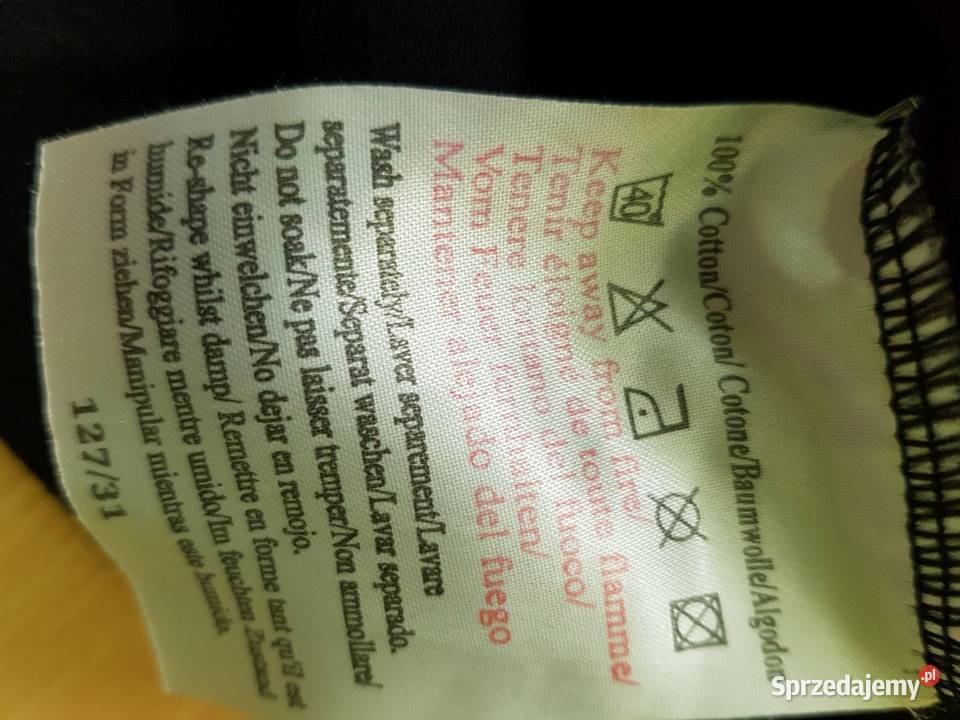 100% Cotton/Coton/ Cotone/Baumwolle/Algodon
40
Keep away from fire/
Tenir éloigné de toute flamme/
Tenere lontano del fuoco/
Vom Feuer fernhalten/
Mantener alejado del fuego
Wash separately/Laver separement/Lavare
separatemente/Separat waschen/Lavar separado.
Do not soak/Ne pas laisser tremper/Non ammollare/
Nicht einweichen/No dejar en remojo.
Re-shape whilst damp/ Remettre en forme tant qu'il est
humide/Rifoggiare mentre umido/Im feuchten Zustand
in Form ziehen/Manipular mientras este humido.
127/31
Sprzedajemy.pl